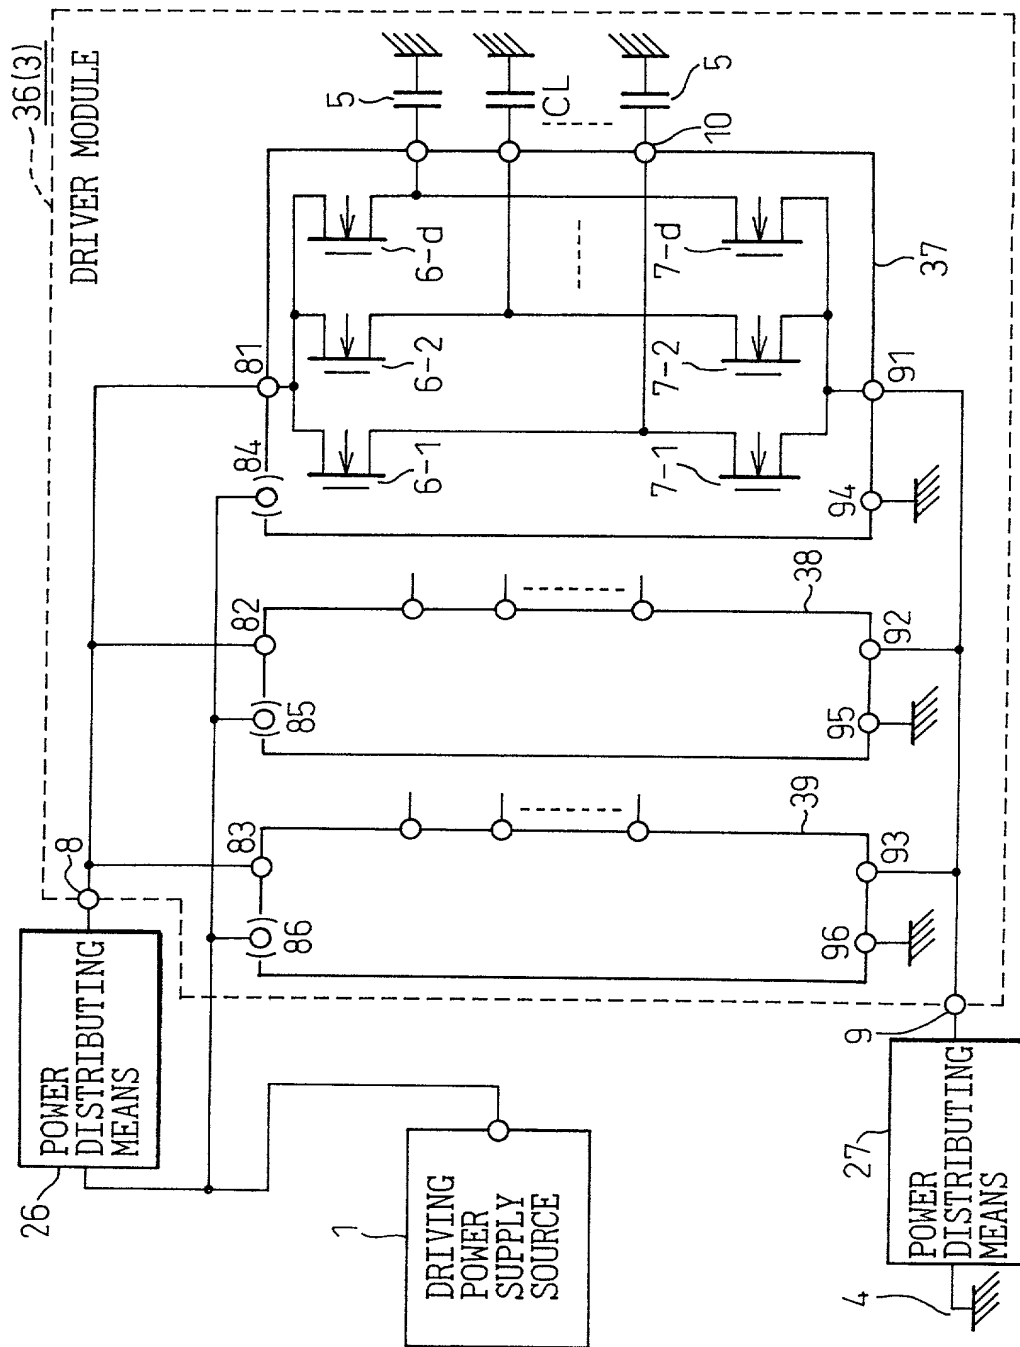 36(3)
DRIVER MODULE
5
CL
5
10
6-d
7-d
37
81
6-2
7-2
91
84
6-1
7-1
94
82
38
92
85
95
83
39
93
86
96
8
9
26
POWER
DISTRIBUTING
MEANS
1
DRIVING
POWER
SUPPLY
SOURCE
27
POWER
DISTRIBUTING
MEANS
4